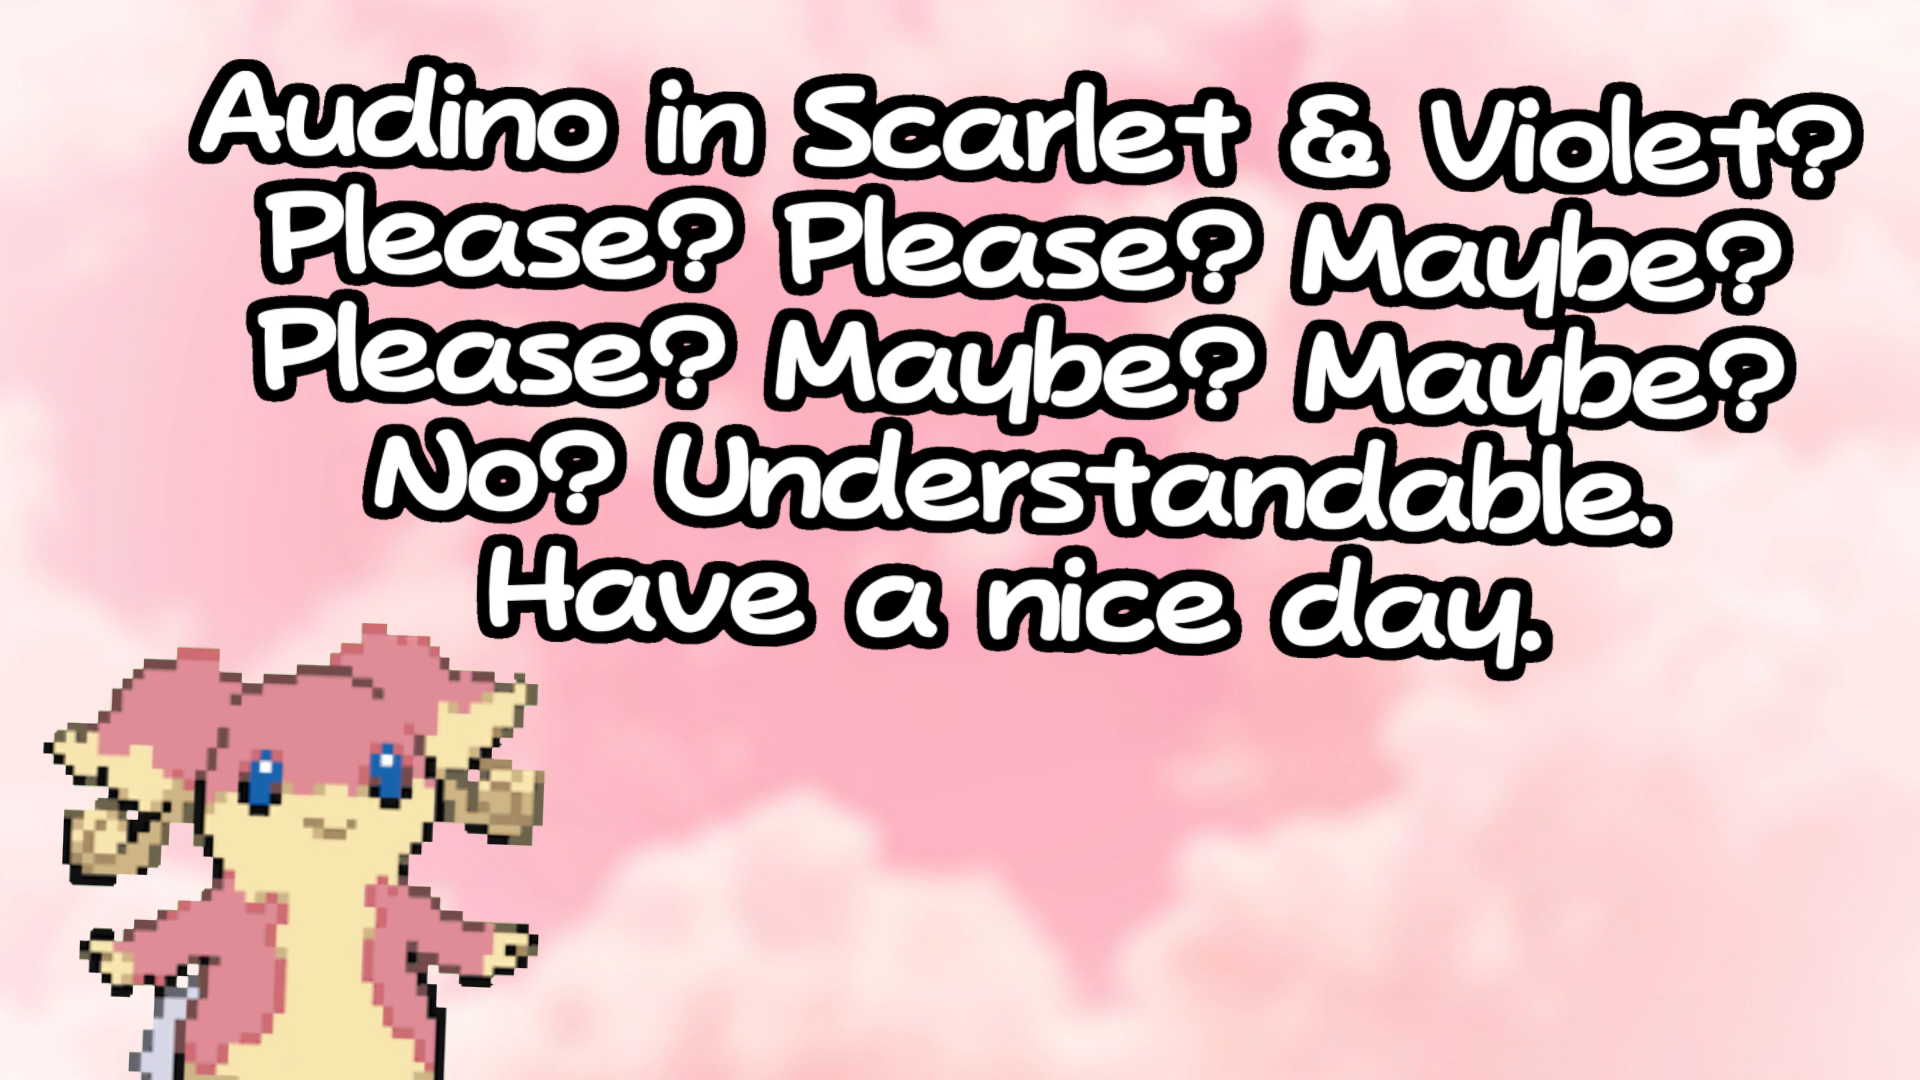 Audino in Scarlet & Violet?
Please? Please? Maybe?
Please? Maybe? Maybe?
No? Understandable.
Have a nice day.